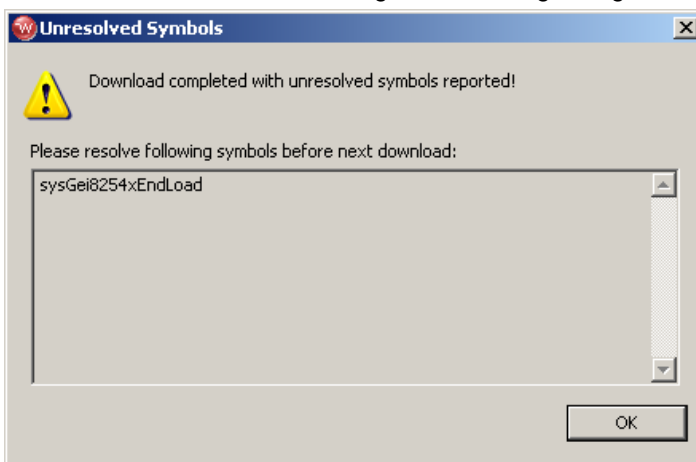 Unresolved Symbols
Download completed with unresolved symbols reported!
Please resolve following symbols before next download:
sysGei8254xEndLoad
OK